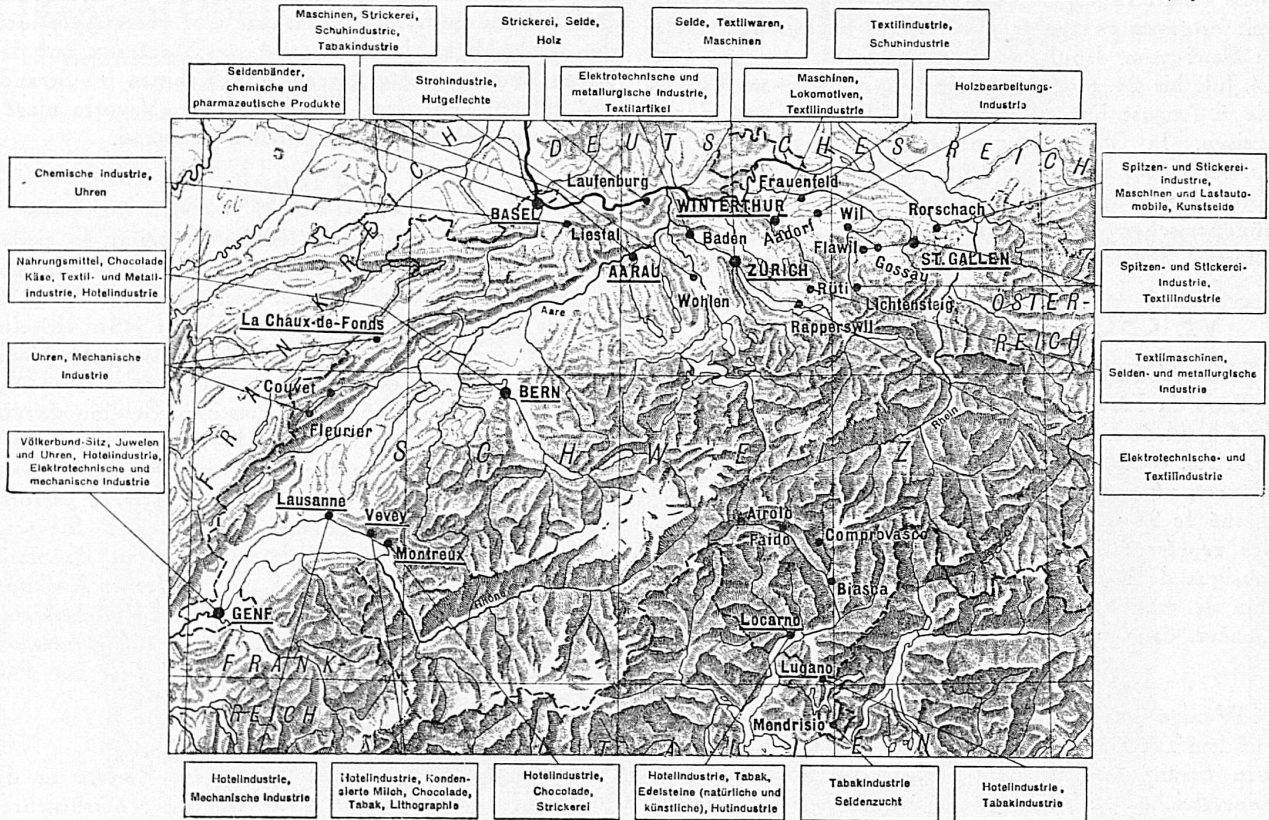 Maschinen, Strickerei,
Schuhindustrie,
Tabakindustrie
Strickerei, Seide,
Holz
Seide, Textilwaren,
Maschinen
Textilindustrie
Schuhindustrie
Seidenbänder,
chemische und
pharmazeutische Produkte
Strohindustrie,
Hutgeflechte
Elektrotechnische und
metallurgische Industrie,
Textilartikel
Maschinen,
Lokomotiven,
Textilindustrie
Holzbearbeitungs-
Industrie
Chemische Industrie,
Uhren
Nahrungsmittel, Chocolade
Käse, Textil- und Metall-
industrie, Hotelindustrie
Uhren, Mechanische
Industrie
Völkerbund-Sitz, Juwelen
und Uhren, Hotelindustrie,
Elektrotechnische und
mechanische Industrie
DEUTSCHES REICH
FRANKREICH
Laufenburg
Frauenfeld
BASEL
WINTERTHUR
Wil
Rorschach
Liestal
Baden
Aadorf
Flawil
ST. GALLEN
AARAU
ZÜRICH
Gossau
Wohlen
Rüti
Lichtensteig
ÖSTER-
REICH
La Chaux-de-Fonds
Aare
Rapperswil
Couvet
BERN
Fleurier
Rhein
SCHWEIZ
Lausanne
Vevey
Montreux
Airolo
Faido
Comprovasco
Biasca
Rhône
GENF
Locarno
FRANK-
REICH
Lugano
Mendrisio
ITALIEN
Spitzen- und Stickerei-
industrie,
Maschinen und Lastauto-
mobile, Kunstseide
Spitzen- und Stickerei-
Industrie,
Textilindustrie
Textilmaschinen,
Seiden- und metallurgische
Industrie
Elektrotechnische- und
Textilindustrie
Hotelindustrie,
Mechanische Industrie
Hotelindustrie, Konden-
sierte Milch, Chocolade,
Tabak, Lithographie
Hotelindustrie,
Chocolade,
Strickerei
Hotelindustrie, Tabak,
Edelsteine (natürliche und
künstliche), Hutindustrie
Tabakindustrie
Seidenzucht
Hotelindustrie,
Tabakindustrie